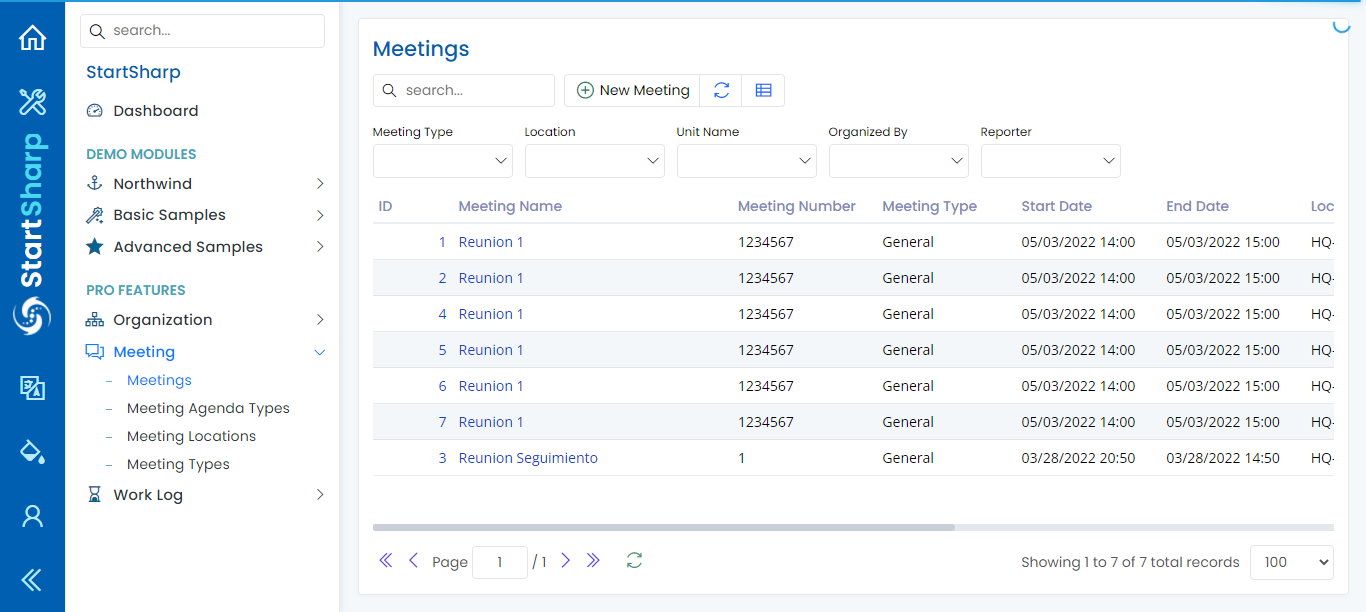 search...
StartSharp
Dashboard
DEMO MODULES
Northwind
Basic Samples
Advanced Samples
PRO FEATURES
Organization
Meeting
Meetings
Meeting Agenda Types
Meeting Locations
Meeting Types
Work Log
StartSharp
Meetings
search...
New Meeting
Meeting Type Location Unit Name Organized By Reporter
ID Meeting Name Meeting Number Meeting Type Start Date End Date Loc
1 Reunion 1 1234567 General 05/03/2022 14:00 05/03/2022 15:00 HQ-
2 Reunion 1 1234567 General 05/03/2022 14:00 05/03/2022 15:00 HQ-
4 Reunion 1 1234567 General 05/03/2022 14:00 05/03/2022 15:00 HQ-
5 Reunion 1 1234567 General 05/03/2022 14:00 05/03/2022 15:00 HQ-
6 Reunion 1 1234567 General 05/03/2022 14:00 05/03/2022 15:00 HQ-
7 Reunion 1 1234567 General 05/03/2022 14:00 05/03/2022 15:00 HQ-
3 Reunion Seguimiento 1 General 03/28/2022 20:50 03/28/2022 14:50 HQ-
Page 1 / 1
Showing 1 to 7 of 7 total records 100